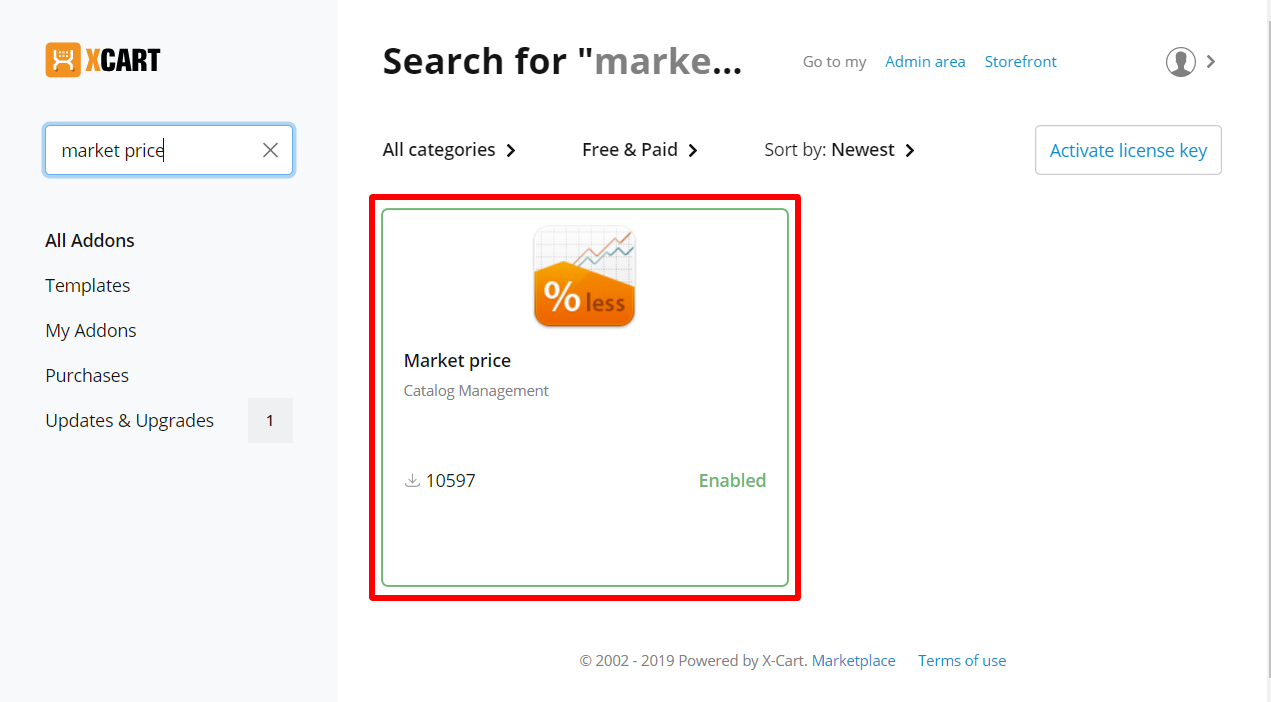 XCART
Search for "marke...
Go to my Admin area Storefront
market price
All categories Free & Paid Sort by: Newest Activate license key
All Addons
Templates
My Addons
Purchases
Updates & Upgrades 1
% less
Market price
Catalog Management
10597 Enabled
© 2002 - 2019 Powered by X-Cart. Marketplace Terms of use